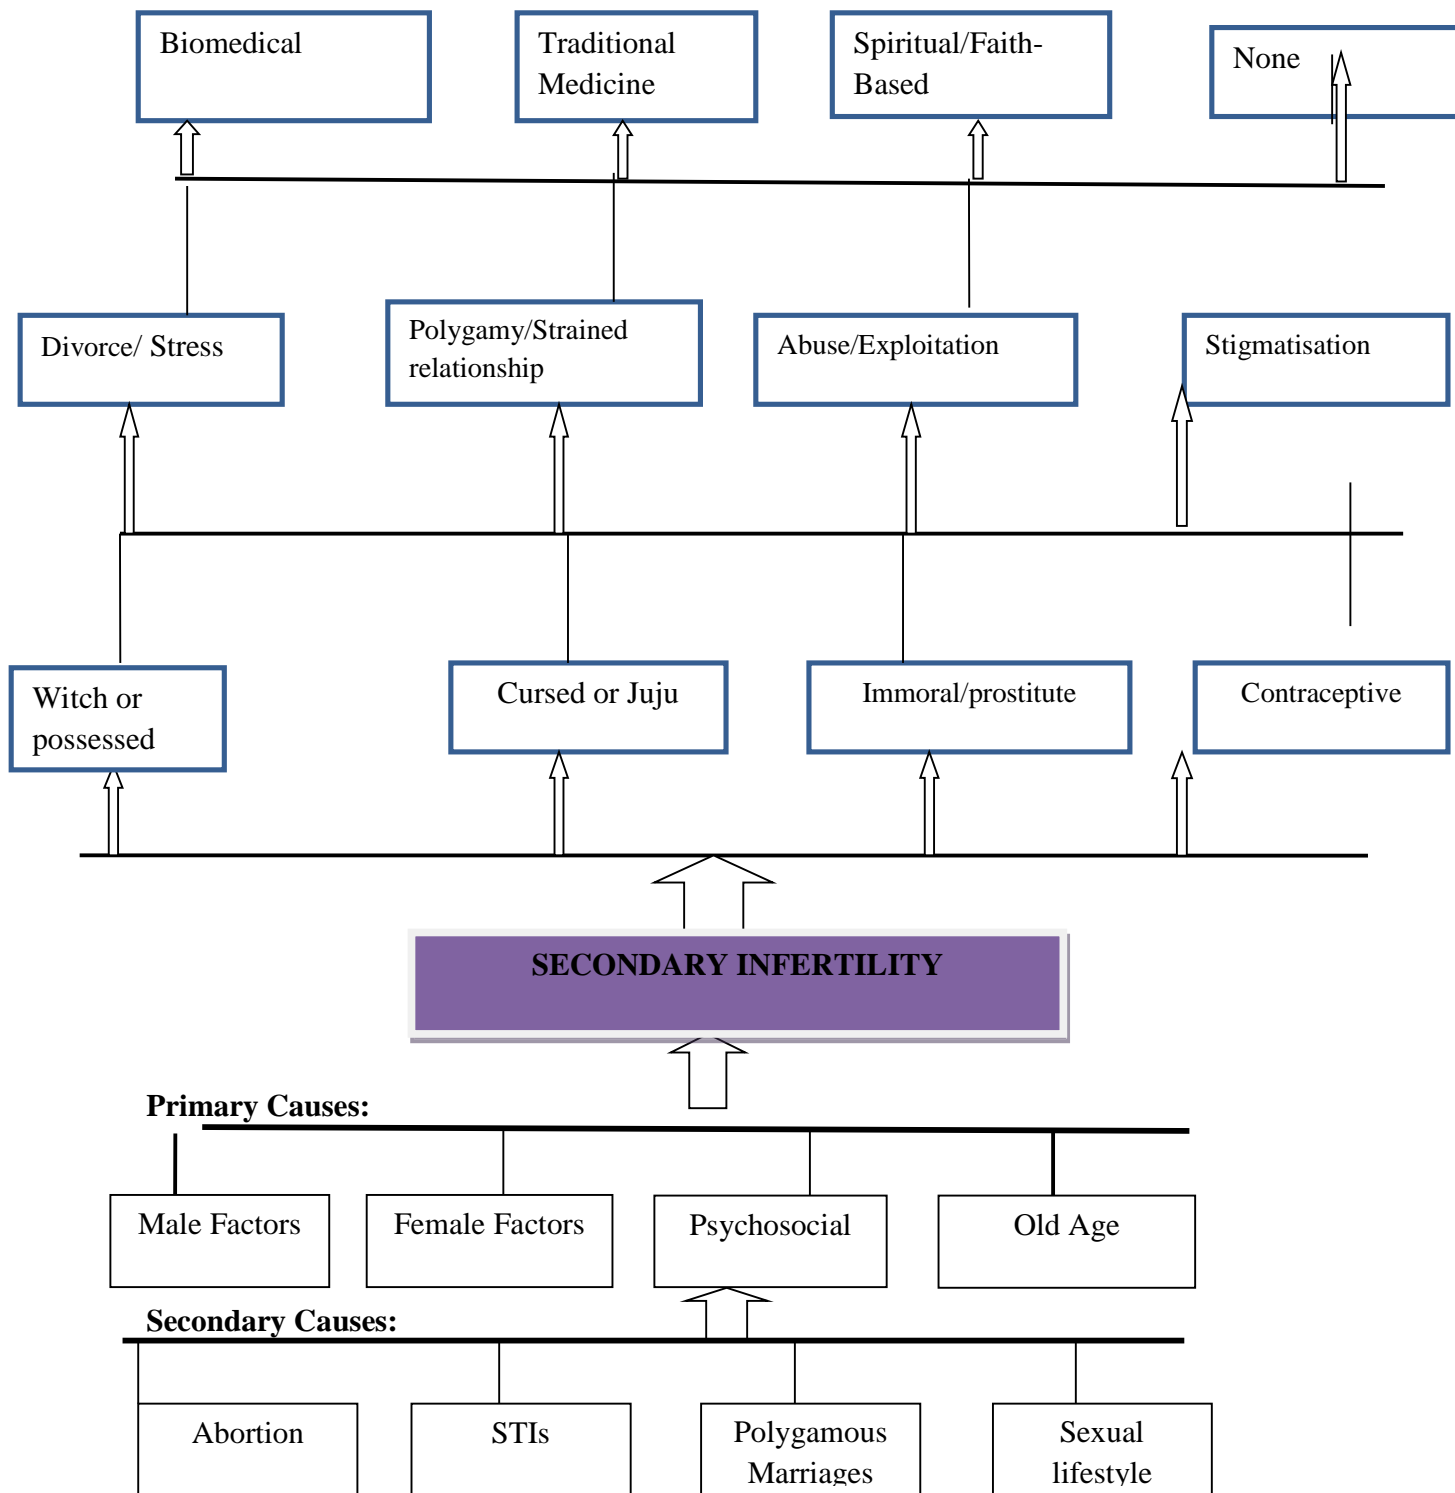 Biomedical
Traditional
Medicine
Spiritual/Faith-
Based
None
Divorce/ Stress
Polygamy/Strained
relationship
Abuse/Exploitation
Stigmatisation
Witch or
possessed
Cursed or Juju
Immoral/prostitute
Contraceptive
SECONDARY INFERTILITY
Primary Causes:
Male Factors
Female Factors
Psychosocial
Old Age
Secondary Causes:
Abortion
STIs
Polygamous
Marriages
Sexual
lifestyle